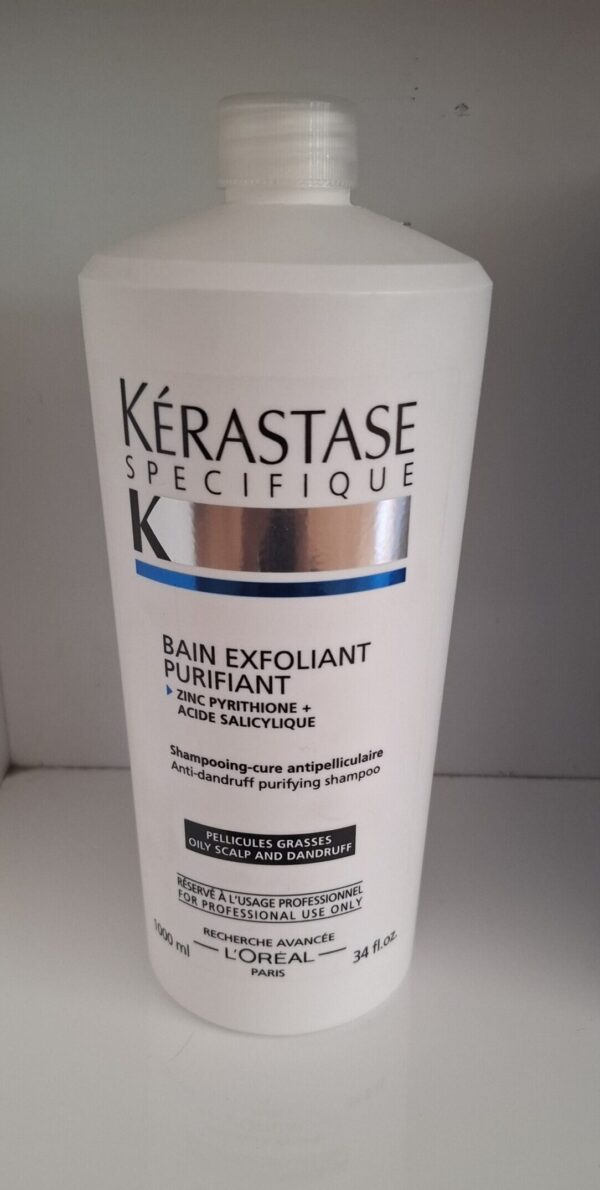 KÉRASTASE
SPECIFIQUE
K
BAIN EXFOLIANT
PURIFIANT
ZINC PYRITHIONE +
ACIDE SALICYLIQUE
Shampooing-cure antipelliculaire
Anti-dandruff purifying shampoo
PELLICULES GRASSES
OILY SCALP AND DANDRUFF
RÉSERVÉ À L'USAGE PROFESSIONNEL
FOR PROFESSIONAL USE ONLY
1000 ml
RECHERCHE AVANCÉE
L'ORÉAL
PARIS
34 fl.oz.